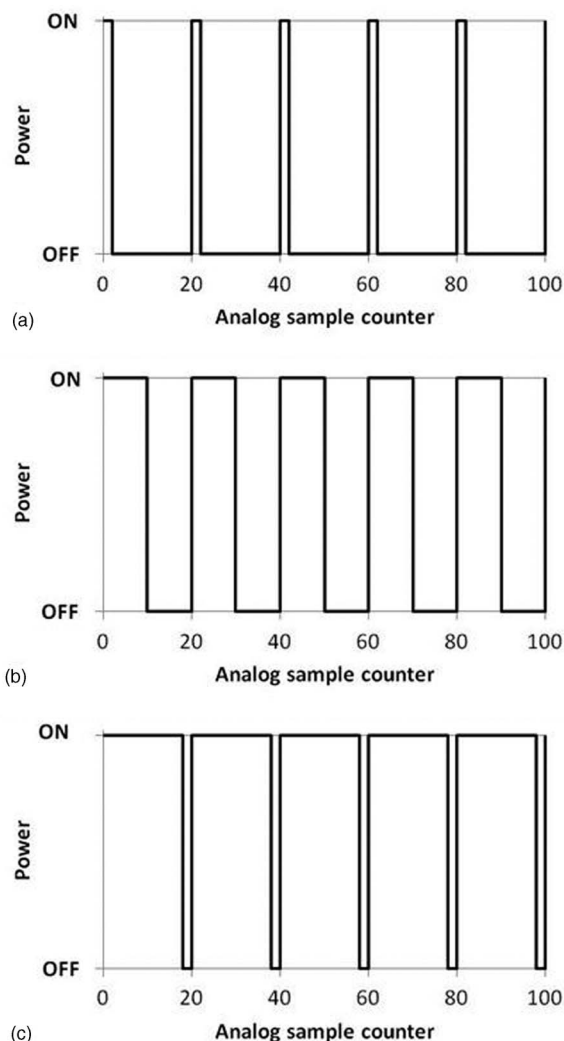 ON
Power
OFF
0 20 40 60 80 100
(a) Analog sample counter
ON
Power
OFF
0 20 40 60 80 100
(b) Analog sample counter
ON
Power
OFF
0 20 40 60 80 100
(c) Analog sample counter